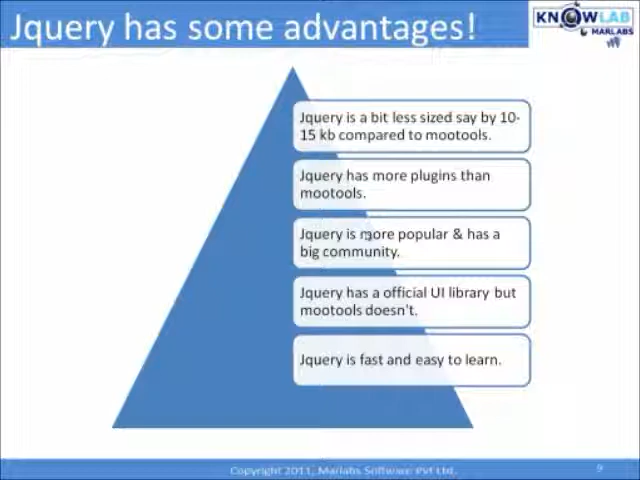 Jquery has some advantages!
KNOWLAB
MARLABS
Jquery is a bit less sized say by 10-
15 kb compared to mootools.
Jquery has more plugins than
mootools.
Jquery is more popular & has a
big community.
Jquery has a official UI library but
mootools doesn't.
Jquery is fast and easy to learn.
Copyright 2011, Marlabs Software Pvt Ltd.
9